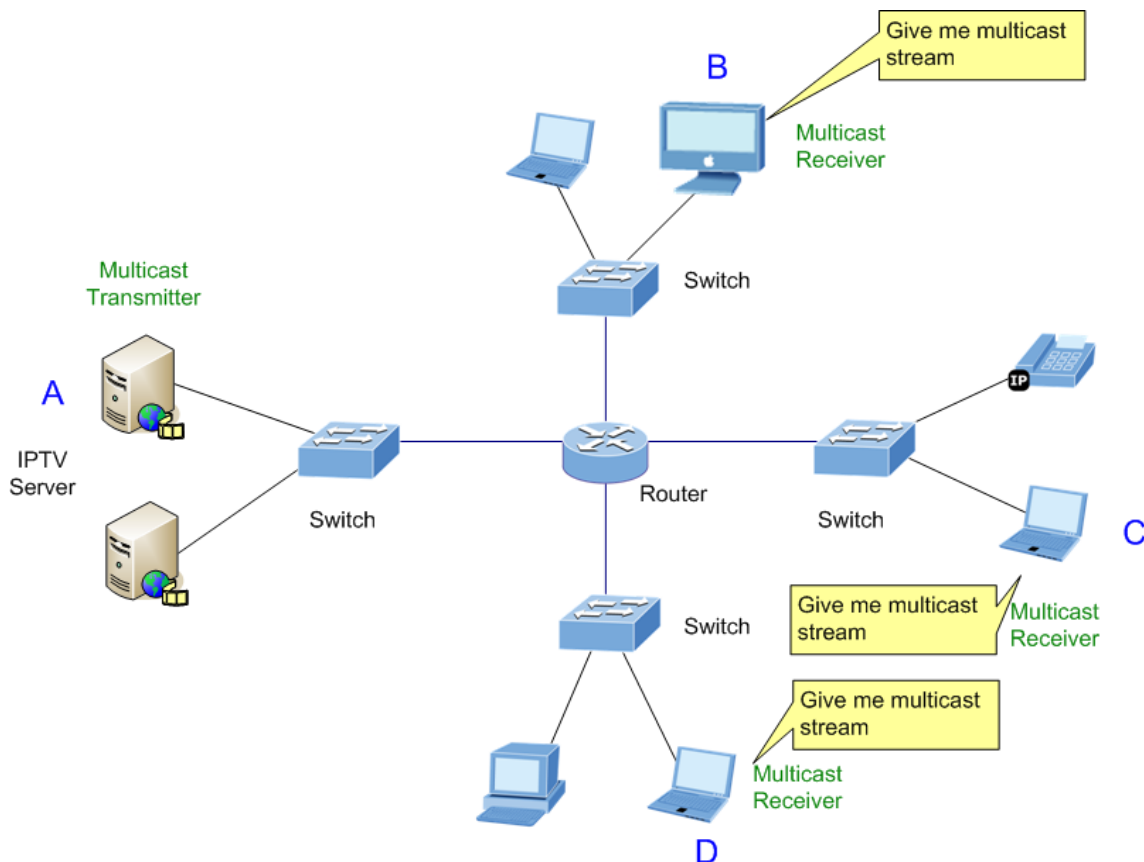 Give me multicast
stream
B
Multicast
Receiver
Multicast
Transmitter
Switch
A
IP
IPTV
Server
Switch
Router
Switch
C
Give me multicast
stream
Multicast
Receiver
Switch
Give me multicast
stream
Multicast
Receiver
D